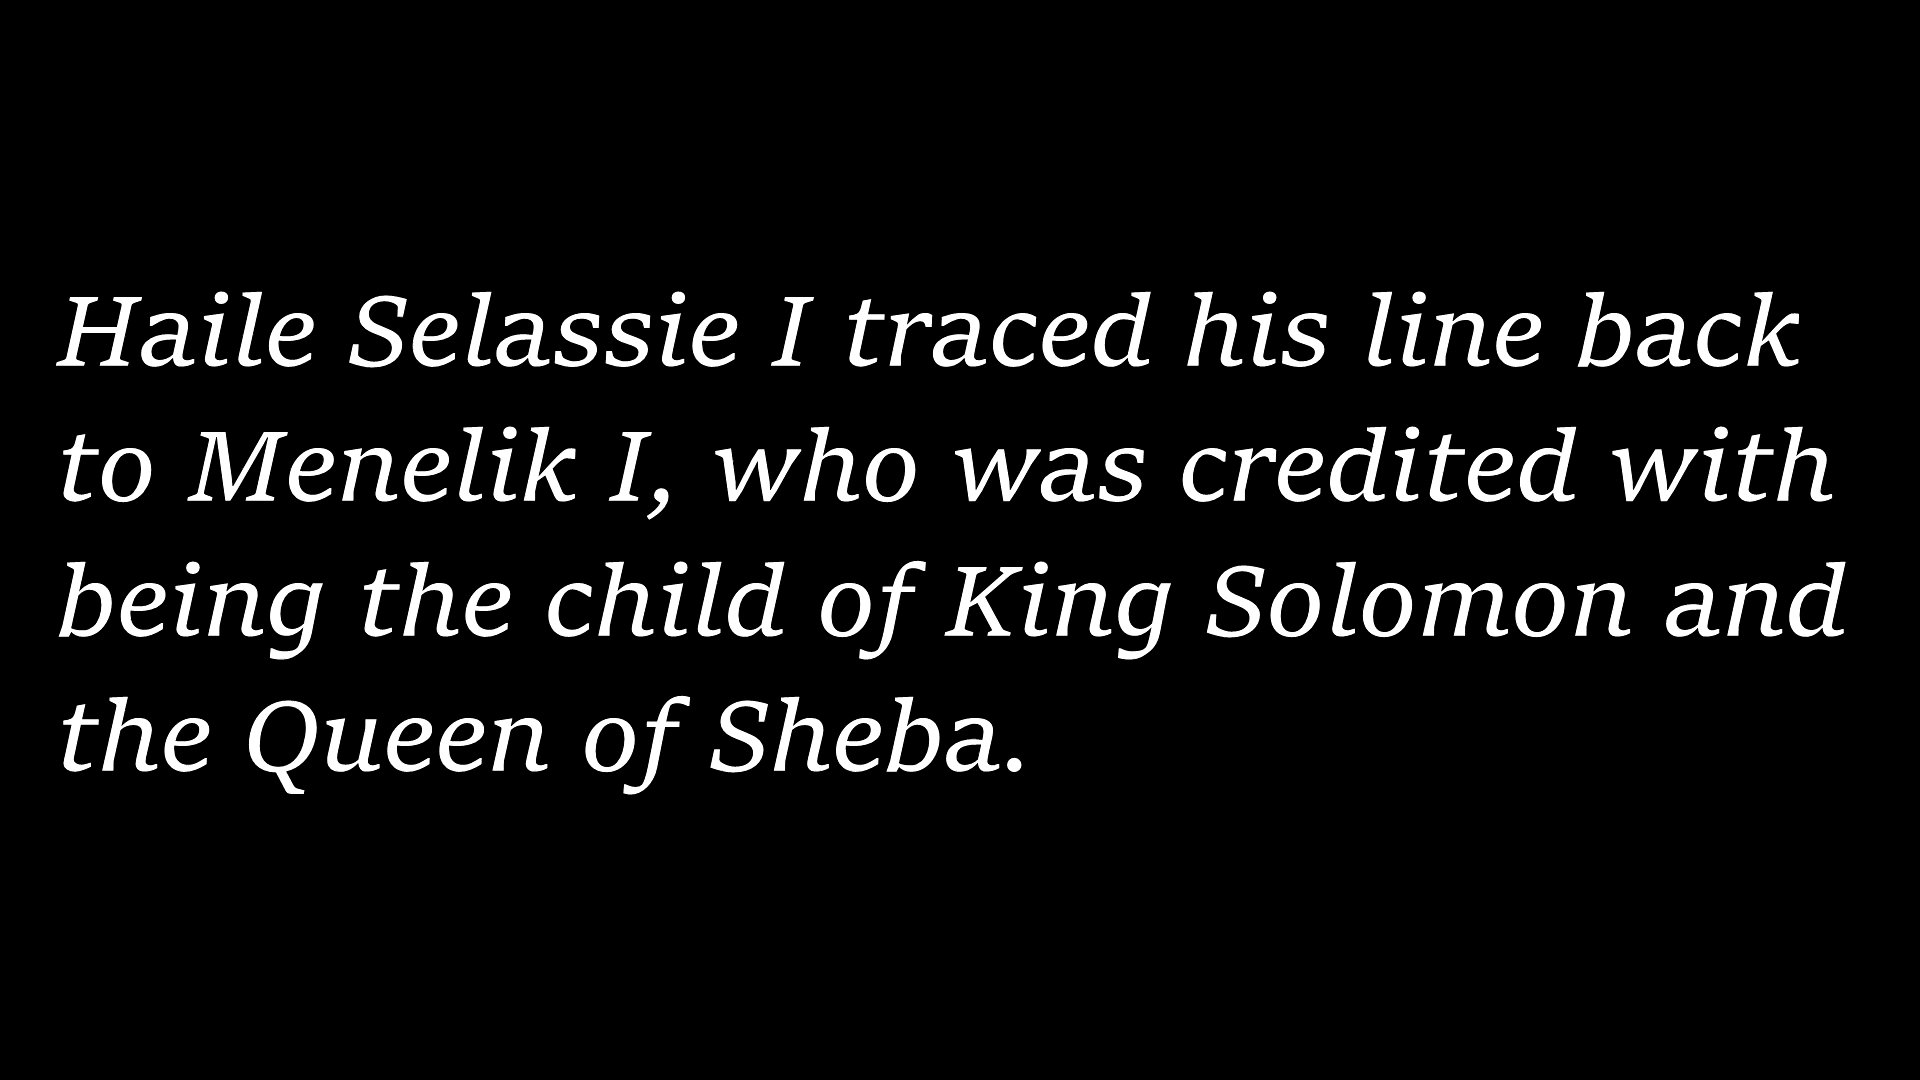 Haile Selassie I traced his line back
to Menelik I, who was credited with
being the child of King Solomon and
the Queen of Sheba.